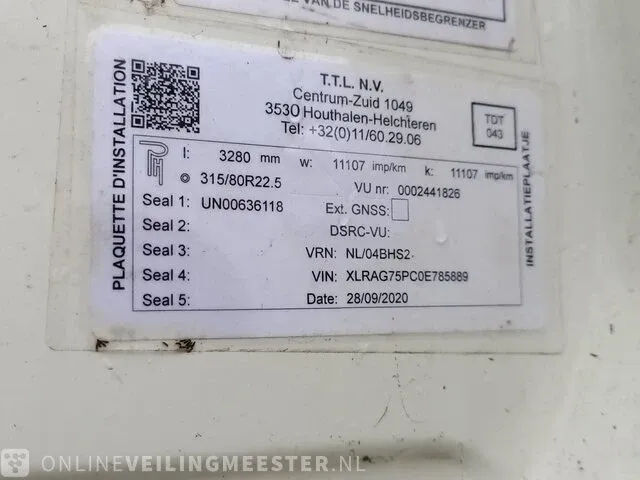 VAN DE SNELHEIDSBEGRENZER
PLAQUETTE D'INSTALLATION
T.T.L. N.V.
Centrum-Zuid 1049
3530 Houthalen-Helchteren
Tel: +32(0)11/60.29.06
TDT
043
INSTALLATIEPLAATJE
l: 3280 mm w: 11107 imp/km k: 11107 imp/km
315/80R22.5 VU nr: 0002441826
Seal 1: UN00636118 Ext. GNSS:
Seal 2: DSRC-VU:
Seal 3: VRN: NL/04BHS2
Seal 4: VIN: XLRAG75PC0E785889
Seal 5: Date: 28/09/2020
ONLINEVEILINGMEESTER.NL